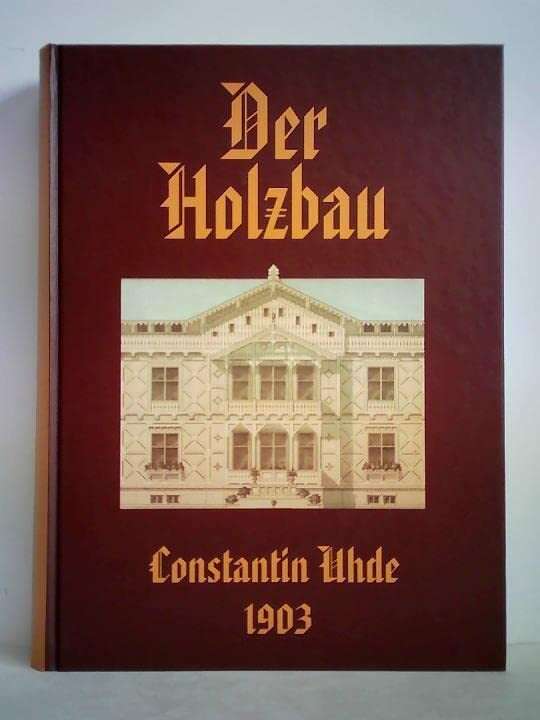 Der
Holzbau
Constantin Uhde
1903